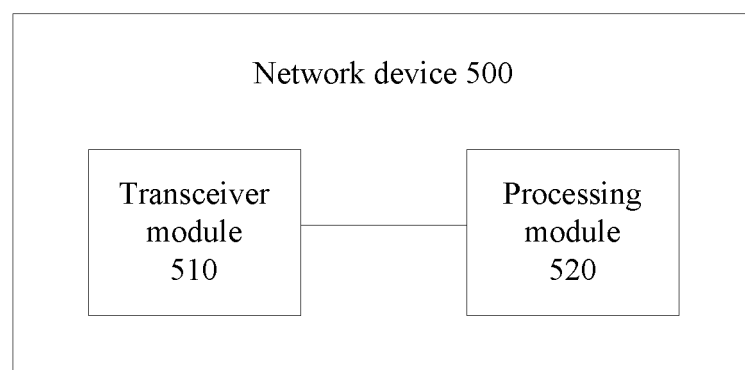 Network device 500
Transceiver
module
510
Processing
module
520